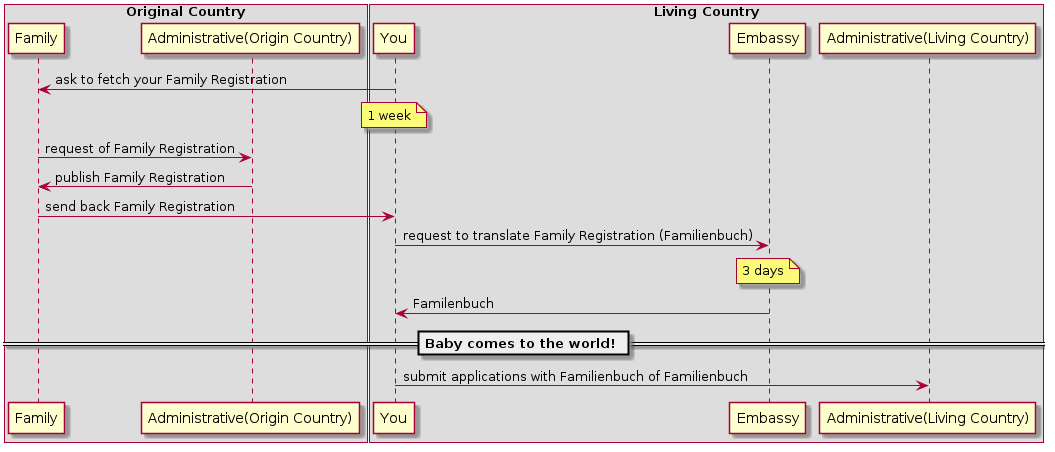 Original Country
Living Country
Family
Administrative(Origin Country)
You
Embassy
Administrative(Living Country)
ask to fetch your Family Registration
1 week
request of Family Registration
publish Family Registration
send back Family Registration
request to translate Family Registration (Familienbuch)
3 days
Familenbuch
Baby comes to the world!
submit applications with Familienbuch of Familienbuch
Family
Administrative(Origin Country)
You
Embassy
Administrative(Living Country)